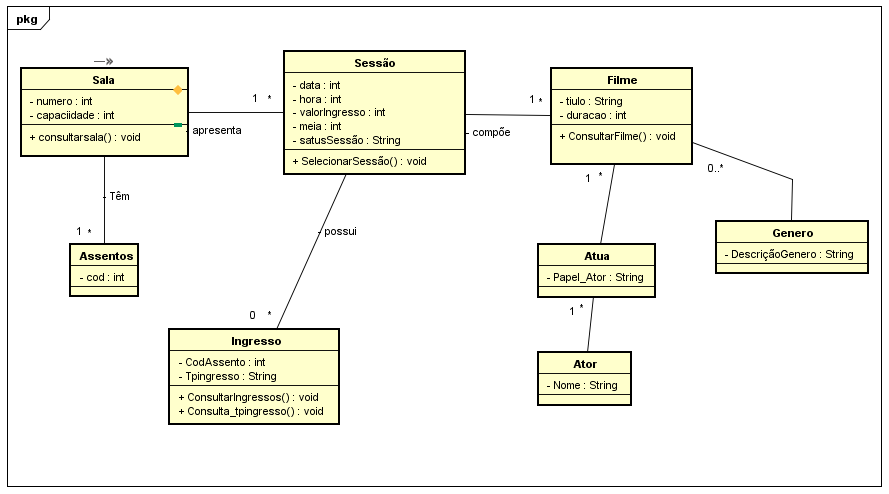 pkg
Sala
- numero : int
- capaciidade : int
+ consultarsala() : void
1 *
- apresenta
Sessão
- data : int
- hora : int
- valorIngresso : int
- meia : int
- satusSessão : String
+ SelecionarSessão() : void
1 *
- compõe
Filme
- tiulo : String
- duracao : int
+ ConsultarFilme() : void
0..*
1 *
- Têm
1 *
Assentos
- cod : int
- possui
0 *
Ingresso
- CodAssento : int
- Tpingresso : String
+ ConsultarIngressos() : void
+ Consulta_tpingresso() : void
Atua
- Papel_Ator : String
1 *
Ator
- Nome : String
Genero
- DescriçãoGenero : String